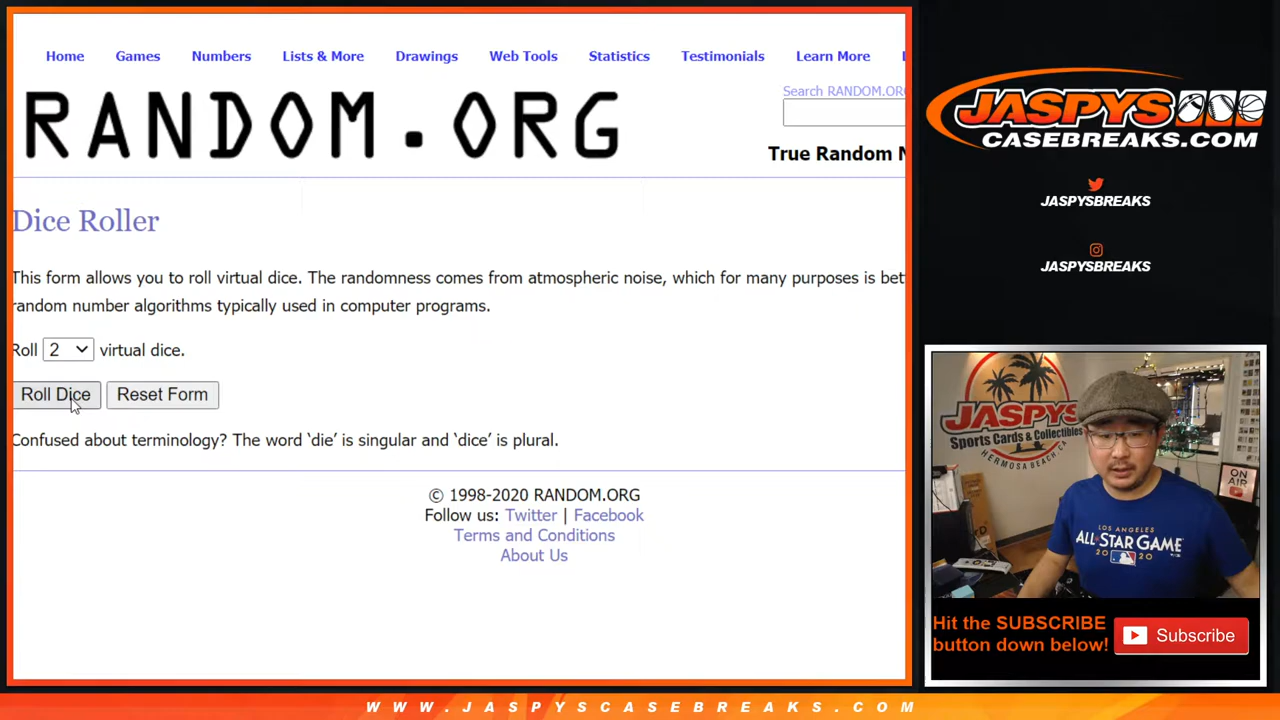 Home Games Numbers Lists & More Drawings Web Tools Statistics Testimonials Learn More
Search RANDOM.OR
RANDOM.ORG
True Random N
Dice Roller
This form allows you to roll virtual dice. The randomness comes from atmospheric noise, which for many purposes is bet
random number algorithms typically used in computer programs.
Roll 2 virtual dice.
Roll Dice Reset Form
Confused about terminology? The word ‘die’ is singular and ‘dice’ is plural.
© 1998-2020 RANDOM.ORG
Follow us: Twitter | Facebook
Terms and Conditions
About Us
JASPYS
CASEBREAKS.COM
JASPYSBREAKS
JASPYSBREAKS
JASPYS
Sports Cards & Collectibles
HERMOSA BEACH, CA
ON
AIR
LOS ANGELES
ALL-STAR GAME
2020
Hit the SUBSCRIBE
button down below!
Subscribe
WWW.JASPYSCASEBREAKS.COM